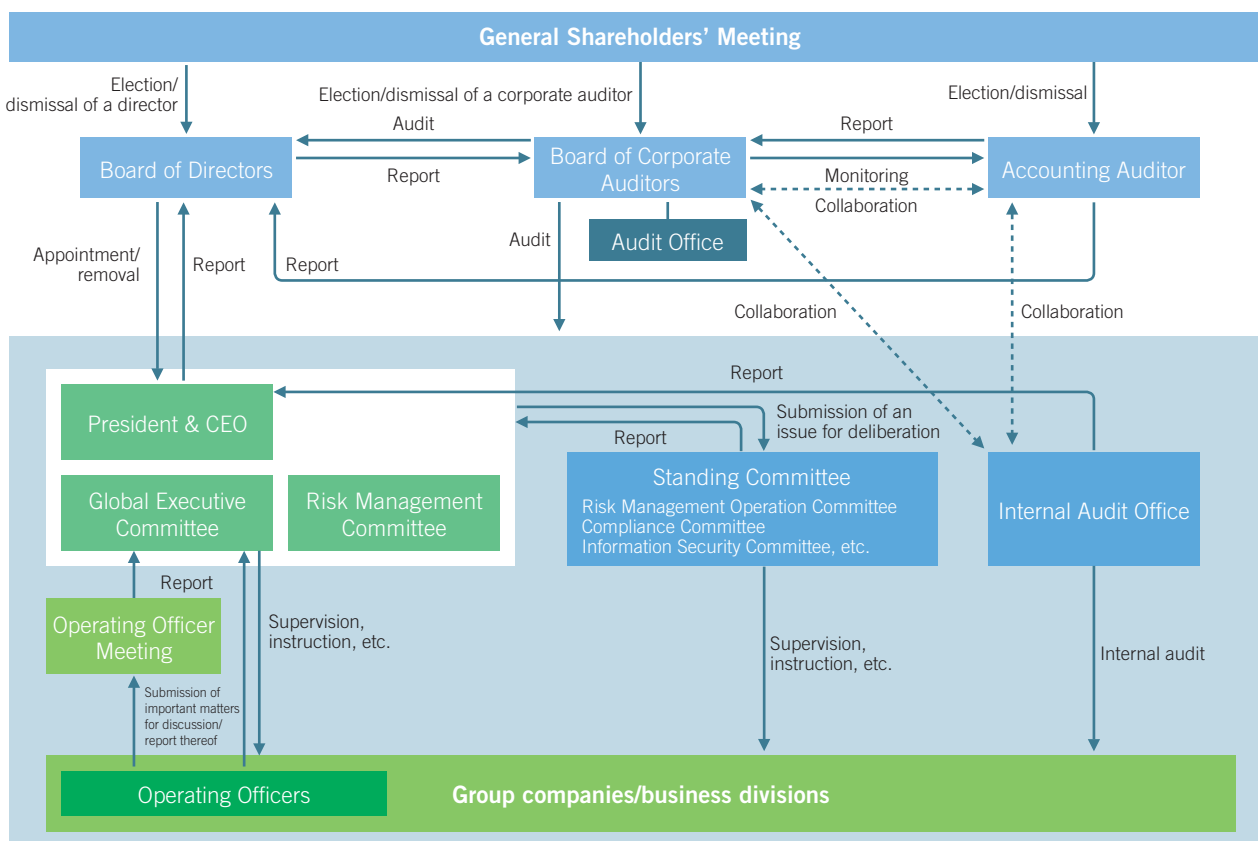 General Shareholders' Meeting
Election/
dismissal of a director
Election/dismissal of a corporate auditor
Election/dismissal
Audit
Report
Board of Directors
Board of Corporate
Auditors
Accounting Auditor
Report
Monitoring
Collaboration
Audit Office
Appointment/
removal
Report
Report
Audit
Collaboration
Collaboration
Report
President & CEO
Submission of an
issue for deliberation
Report
Global Executive
Committee
Risk Management
Committee
Standing Committee
Risk Management Operation Committee
Compliance Committee
Information Security Committee, etc.
Internal Audit Office
Report
Operating Officer
Meeting
Supervision,
instruction, etc.
Supervision,
instruction, etc.
Internal audit
Submission of
important matters
for discussion/
report thereof
Operating Officers
Group companies/business divisions